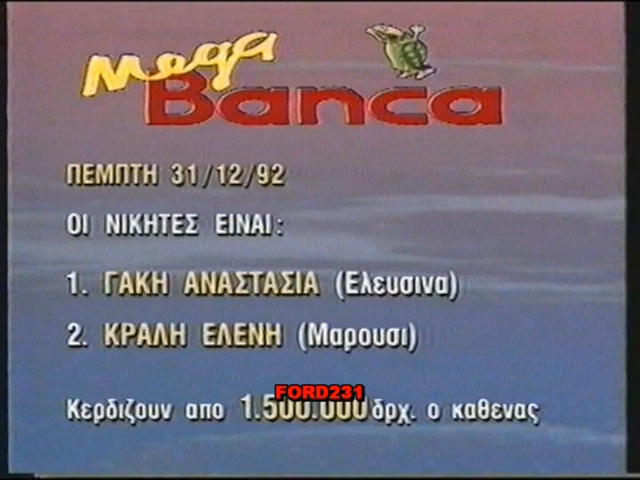 Mega
Banca
ΠΕΜΠΤΗ 31/12/92
ΟΙ ΝΙΚΗΤΕΣ ΕΙΝΑΙ:
1. ΓΑΚΗ ΑΝΑΣΤΑΣΙΑ (Ελευσινα)
2. ΚΡΑΛΗ ΕΛΕΝΗ (Μαρουσι)
FORD231
Κερδιζουν απο 1.500.000 δρχ. ο καθενας